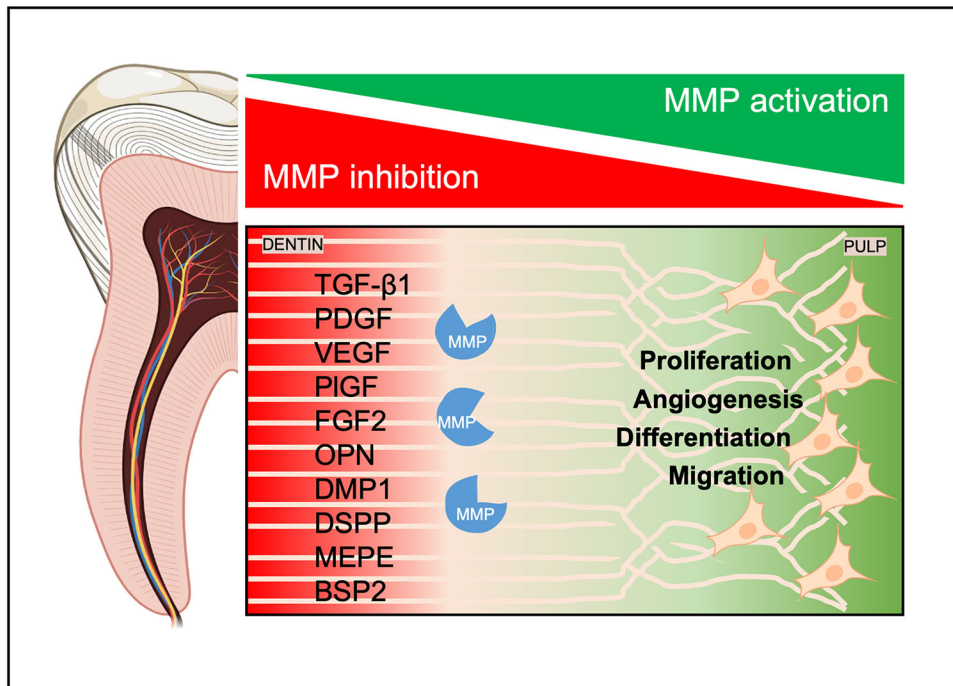 MMP activation
MMP inhibition
DENTIN
PULP
TGF-β1
PDGF
VEGF
PlGF
FGF2
OPN
DMP1
DSPP
MEPE
BSP2
MMP
MMP
MMP
Proliferation
Angiogenesis
Differentiation
Migration